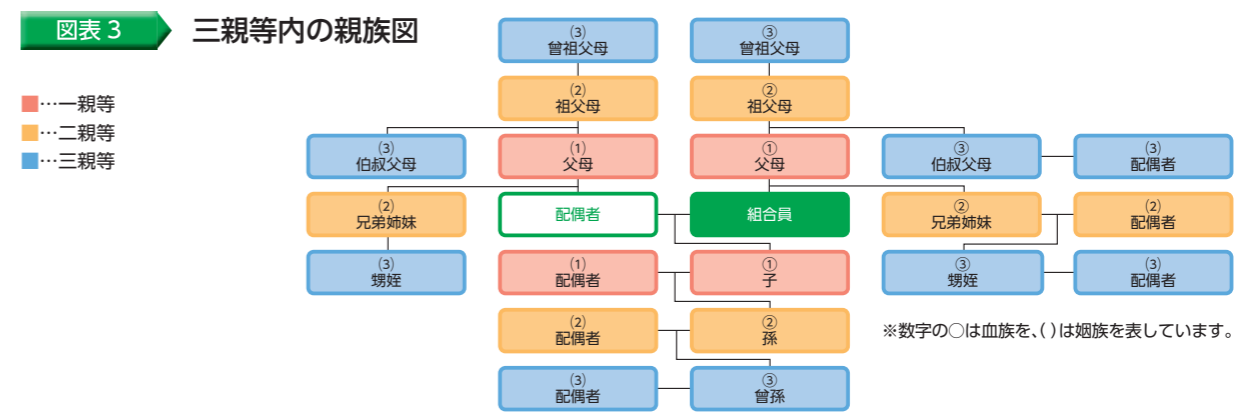 図表 3
三親等内の親族図
■…一親等
■…二親等
■…三親等
(3)
曾祖父母
③
曾祖父母
(2)
祖父母
②
祖父母
(3)
伯叔父母
(1)
父母
①
父母
③
伯叔父母
(3)
配偶者
(2)
兄弟姉妹
配偶者
組合員
②
兄弟姉妹
(2)
配偶者
(3)
甥姪
(1)
配偶者
①
子
③
甥姪
(3)
配偶者
(2)
配偶者
②
孫
※数字の○は血族を、( )は姻族を表しています。
(3)
配偶者
③
曾孫